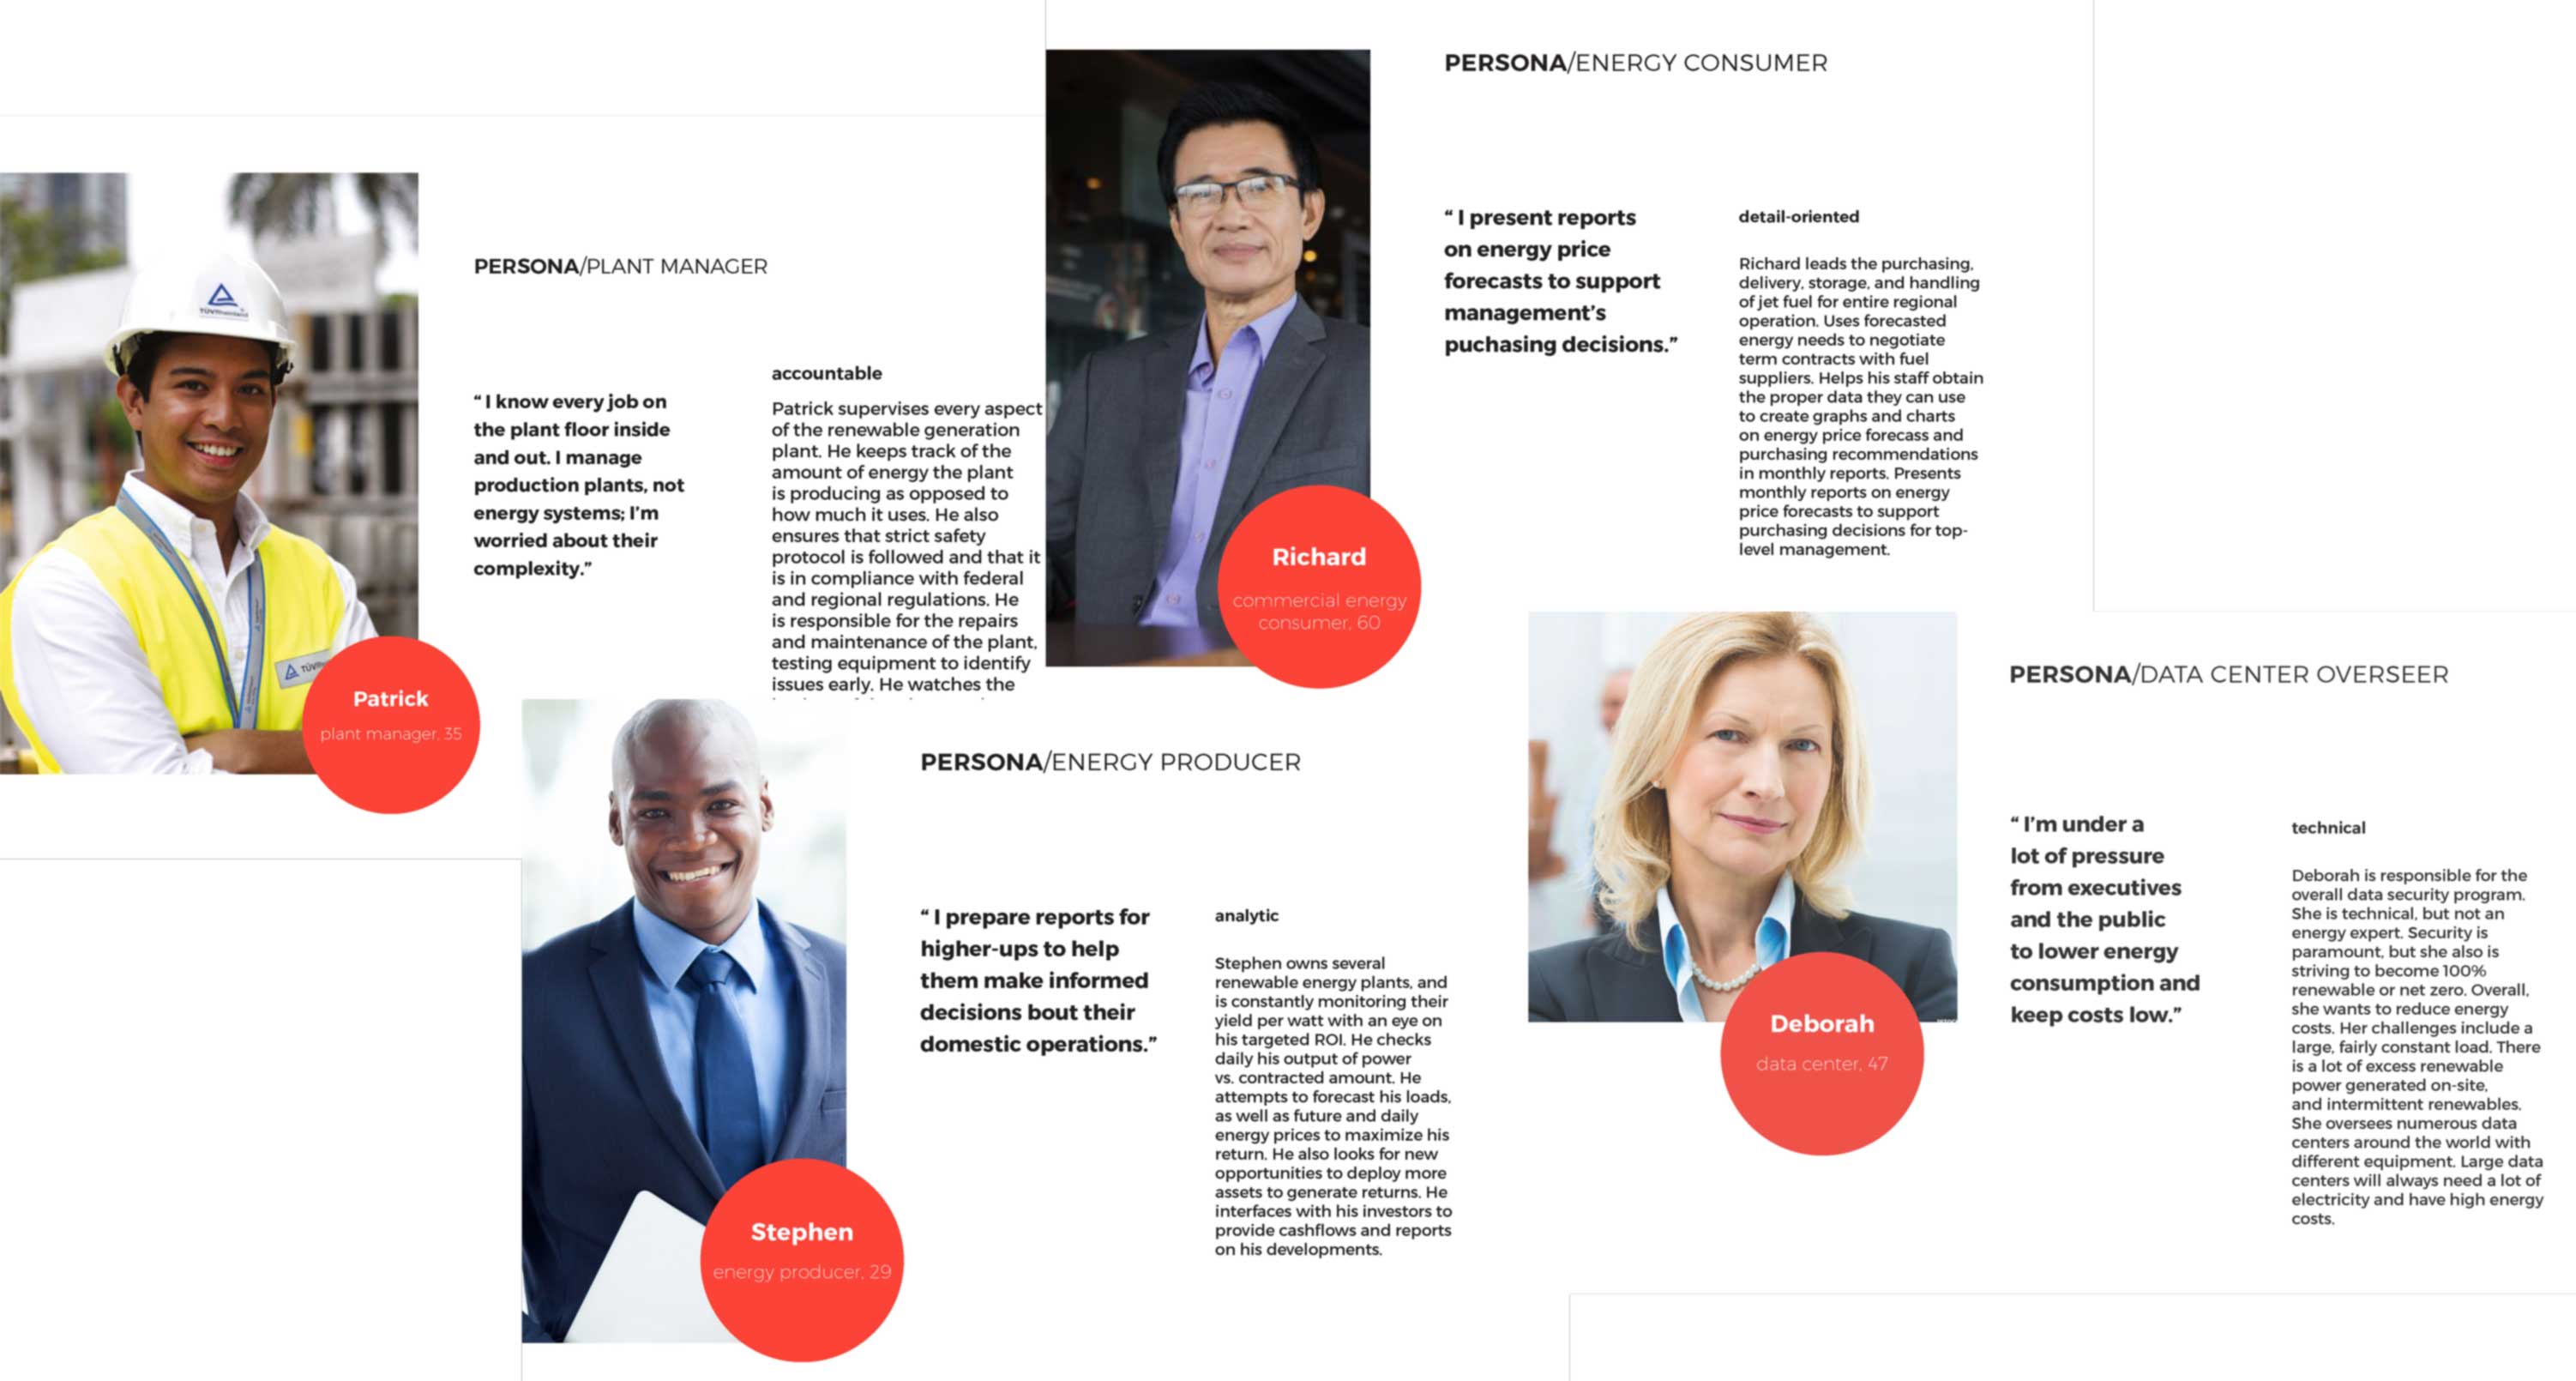 PERSONA/PLANT MANAGER
“ I know every job on
the plant floor inside
and out. I manage
production plants, not
energy systems; I’m
worried about their
complexity.”
accountable
Patrick supervises every aspect
of the renewable generation
plant. He keeps track of the
amount of energy the plant
is producing as opposed to
how much it uses. He also
ensures that strict safety
protocol is followed and that it
is in compliance with federal
and regional regulations. He
is responsible for the repairs
and maintenance of the plant,
testing equipment to identify
issues early. He watches the
TÜVRheinland
TÜV
Patrick
plant manager, 35
PERSONA/ENERGY CONSUMER
“ I present reports
on energy price
forecasts to support
management’s
puchasing decisions.”
detail-oriented
Richard leads the purchasing,
delivery, storage, and handling
of jet fuel for entire regional
operation. Uses forecasted
energy needs to negotiate
term contracts with fuel
suppliers. Helps his staff obtain
the proper data they can use
to create graphs and charts
on energy price forecass and
purchasing recommendations
in monthly reports. Presents
monthly reports on energy
price forecasts to support
purchasing decisions for top-
level management.
Richard
commercial energy
consumer, 60
PERSONA/ENERGY PRODUCER
“ I prepare reports for
higher-ups to help
them make informed
decisions bout their
domestic operations.”
analytic
Stephen owns several
renewable energy plants, and
is constantly monitoring their
yield per watt with an eye on
his targeted ROI. He checks
daily his output of power
vs. contracted amount. He
attempts to forecast his loads,
as well as future and daily
energy prices to maximize his
return. He also looks for new
opportunities to deploy more
assets to generate returns. He
interfaces with his investors to
provide cashflows and reports
on his developments.
Stephen
energy producer, 29
PERSONA/DATA CENTER OVERSEER
“ I’m under a
lot of pressure
from executives
and the public
to lower energy
consumption and
keep costs low.”
technical
Deborah is responsible for the
overall data security program.
She is technical, but not an
energy expert. Security is
paramount, but she also is
striving to become 100%
renewable or net zero. Overall,
she wants to reduce energy
costs. Her challenges include a
large, fairly constant load. There
is a lot of excess renewable
power generated on-site,
and intermittent renewables.
She oversees numerous data
centers around the world with
different equipment. Large data
centers will always need a lot of
electricity and have high energy
costs.
Deborah
data center, 47